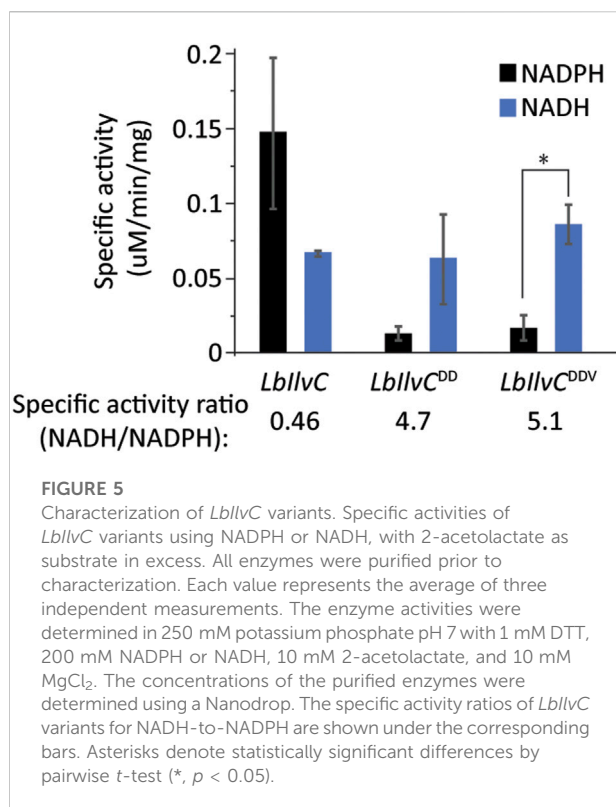 0.2
NADPH
NADH
0.15
*
0.1
0.05
0
Specific activity
(uM/min/mg)
LbIlvC LbIlvC^DD LbIlvC^DDV
Specific activity ratio
(NADH/NADPH): 0.46 4.7 5.1
FIGURE 5
Characterization of LbIlvC variants. Specific activities of
LbIlvC variants using NADPH or NADH, with 2-acetolactate as
substrate in excess. All enzymes were purified prior to
characterization. Each value represents the average of three
independent measurements. The enzyme activities were
determined in 250 mM potassium phosphate pH 7 with 1 mM DTT,
200 mM NADPH or NADH, 10 mM 2-acetolactate, and 10 mM
MgCl₂. The concentrations of the purified enzymes were
determined using a Nanodrop. The specific activity ratios of LbIlvC
variants for NADH-to-NADPH are shown under the corresponding
bars. Asterisks denote statistically significant differences by
pairwise t-test (*, p < 0.05).